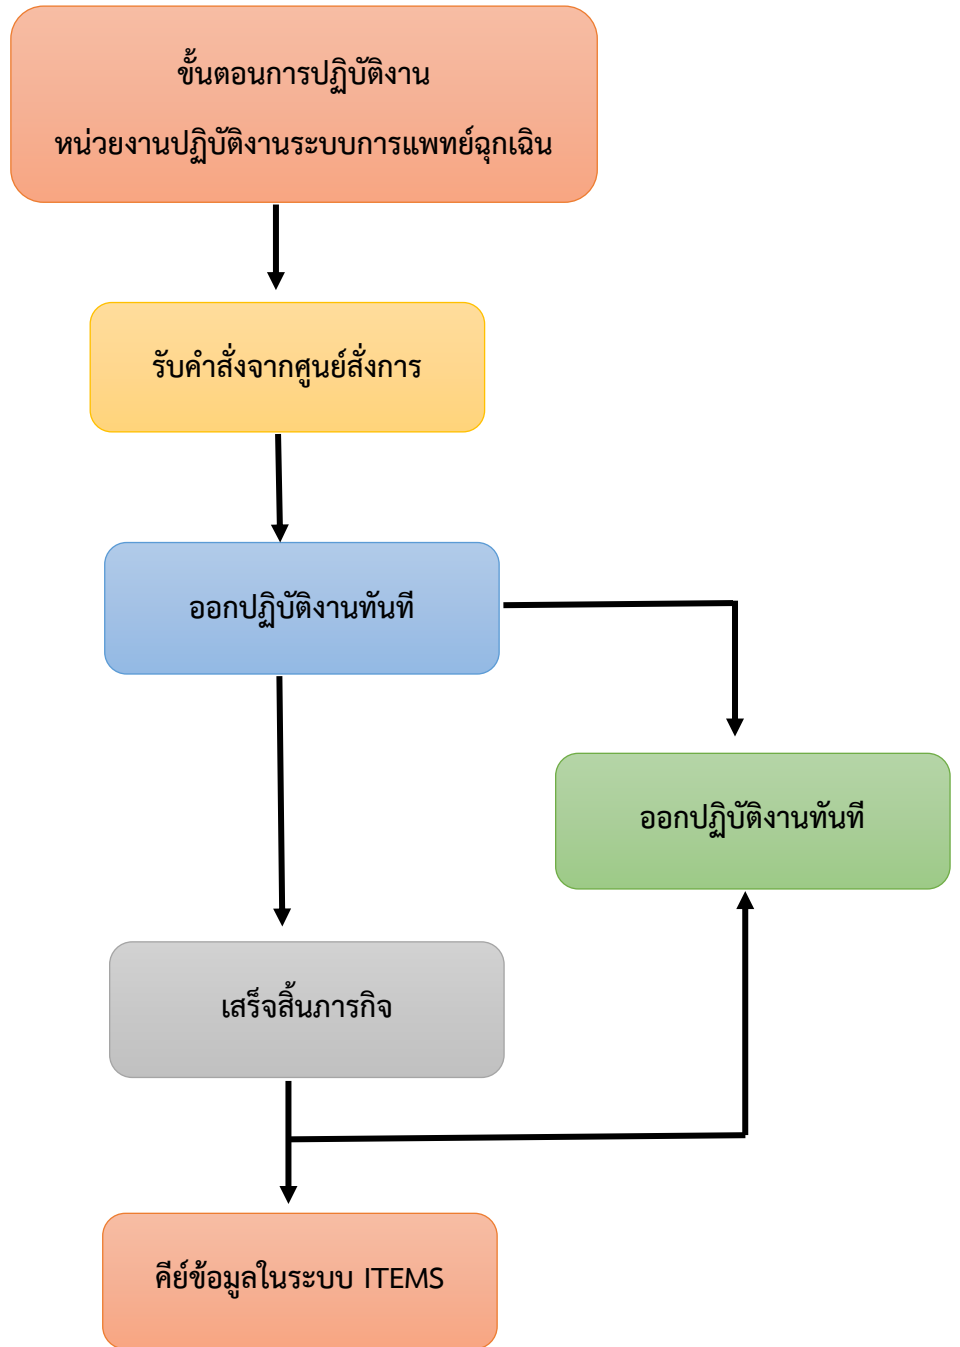 ขั้นตอนการปฏิบัติงาน
หน่วยงานปฏิบัติงานระบบการแพทย์ฉุกเฉิน
รับคำสั่งจากศูนย์สั่งการ
ออกปฏิบัติงานทันที
ออกปฏิบัติงานทันที
เสร็จสิ้นภารกิจ
คีย์ข้อมูลในระบบ ITEMS